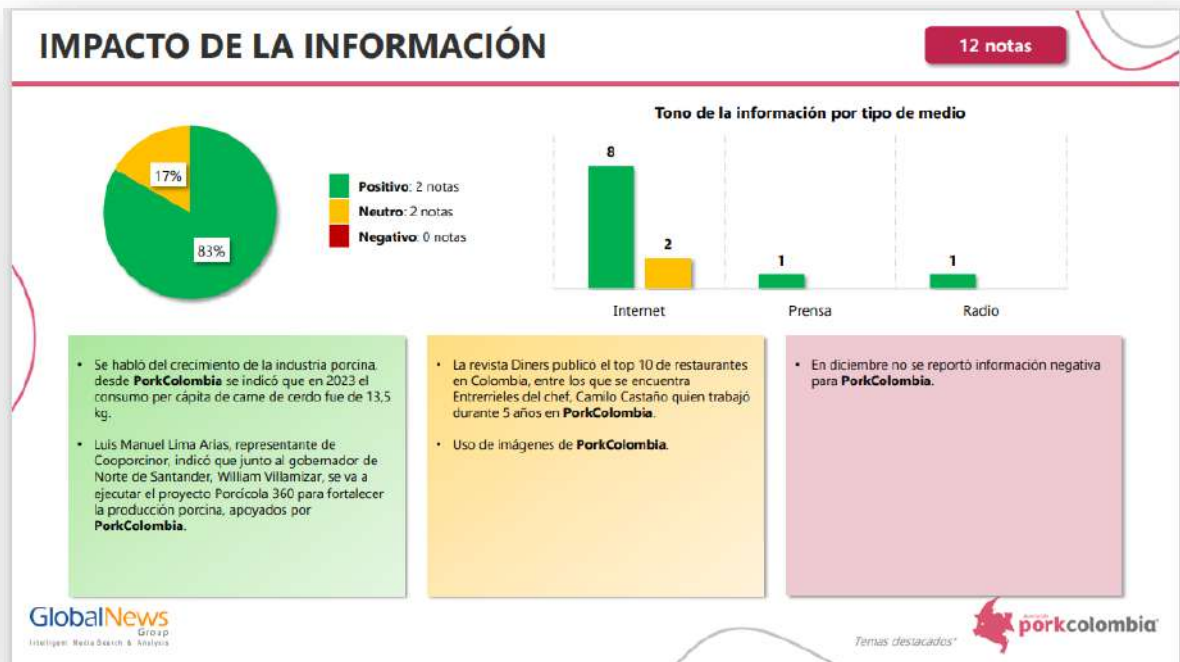 IMPACTO DE LA INFORMACIÓN
12 notas
17%
83%
Positivo: 2 notas
Neutro: 2 notas
Negativo: 0 notas
Tono de la información por tipo de medio
8
2
1
1
Internet
Prensa
Radio
• Se habló del crecimiento de la industria porcina,
desde PorkColombia se indicó que en 2023 el
consumo per cápita de carne de cerdo fue de 13,5
kg.
• Luis Manuel Lima Arias, representante de
Cooporcinor, indicó que junto al gobernador de
Norte de Santander, William Villamizar, se va a
ejecutar el proyecto Porcícola 360 para fortalecer
la producción porcina, apoyados por
PorkColombia.
• La revista Diners publicó el top 10 de restaurantes
en Colombia, entre los que se encuentra
Entrerrieles del chef, Camilo Castaño quien trabajó
durante 5 años en PorkColombia.
• Uso de imágenes de PorkColombia.
• En diciembre no se reportó información negativa
para PorkColombia.
GlobalNews
Group
Intelligent Media Search & Analysis
Temas destacados*
porkcolombia